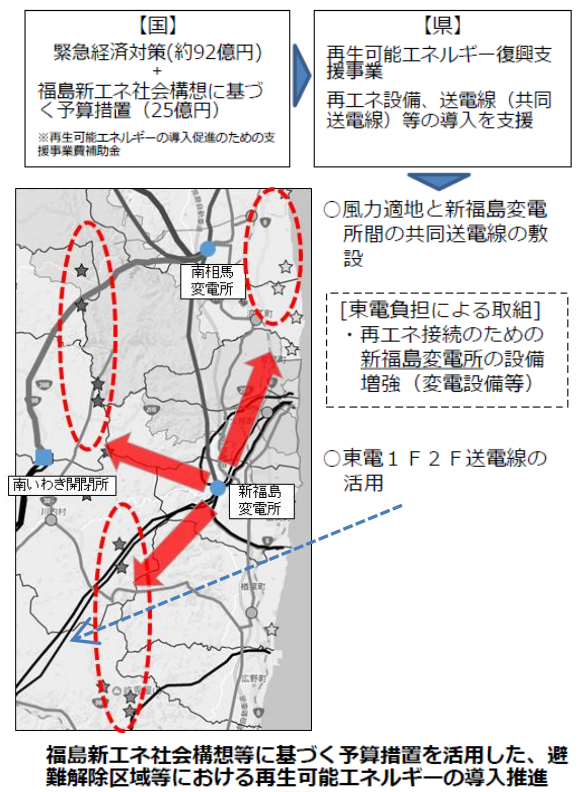 【国】
緊急経済対策(約92億円)
+
福島新エネ社会構想に基づ
く予算措置（25億円）
※再生可能エネルギーの導入促進のための支
援事業費補助金
【県】
再生可能エネルギー復興支
援事業
再エネ設備、送電線（共同
送電線）等の導入を支援
○風力適地と新福島変電
所間の共同送電線の敷
設
[東電負担による取組]
・再エネ接続のための
新福島変電所の設備
増強（変電設備等）
○東電１Ｆ２Ｆ送電線の
活用
南相馬
変電所
南いわき開閉所
新福島
変電所
川内村
楢葉町
広野町
福島新エネ社会構想等に基づく予算措置を活用した、避
難解除区域等における再生可能エネルギーの導入推進